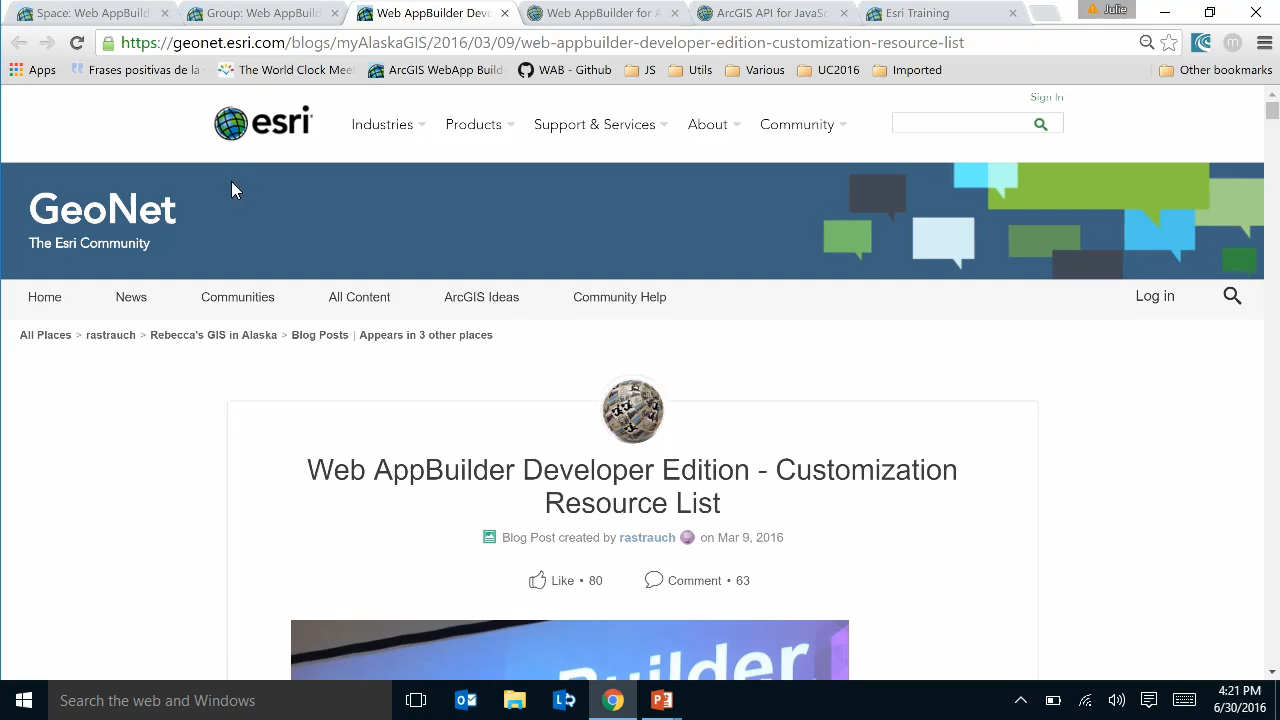 Space: Web AppBuild
Group: Web AppBuild
Web AppBuilder Deve
Web AppBuilder for A
ArcGIS API for JavaSc
Esri Training
Julie
https://geonet.esri.com/blogs/myAlaskaGIS/2016/03/09/web-appbuilder-developer-edition-customization-resource-list
Apps
Frases positivas de la
The World Clock Meet
ArcGIS WebApp Build
WAB - Github
JS
Utils
Various
UC2016
Imported
Other bookmarks
Sign In
esri
Industries
Products
Support & Services
About
Community
GeoNet
The Esri Community
Home
News
Communities
All Content
ArcGIS Ideas
Community Help
Log in
All Places > rastrauch > Rebecca's GIS in Alaska > Blog Posts | Appears in 3 other places
Web AppBuilder Developer Edition - Customization
Resource List
Blog Post created by rastrauch on Mar 9, 2016
Like • 80
Comment • 63
Builder
Search the web and Windows
4:21 PM
6/30/2016